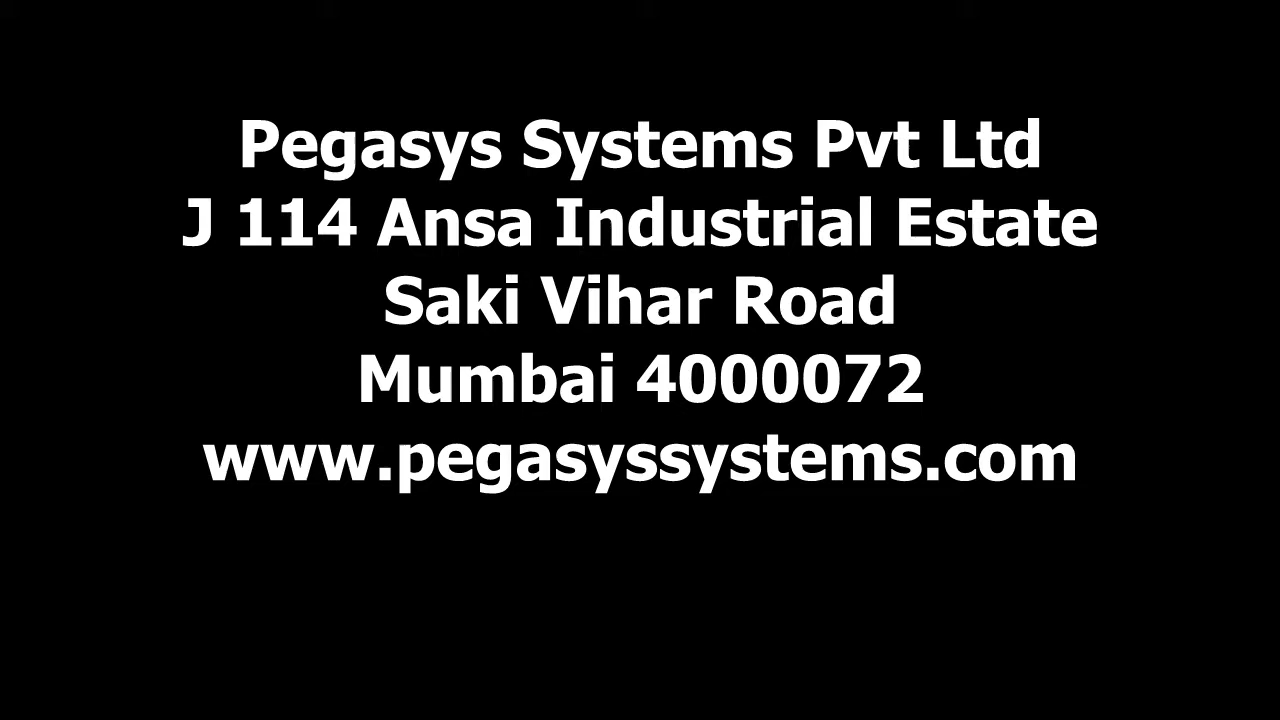 Pegasys Systems Pvt Ltd
J 114 Ansa Industrial Estate
Saki Vihar Road
Mumbai 4000072
www.pegasyssystems.com